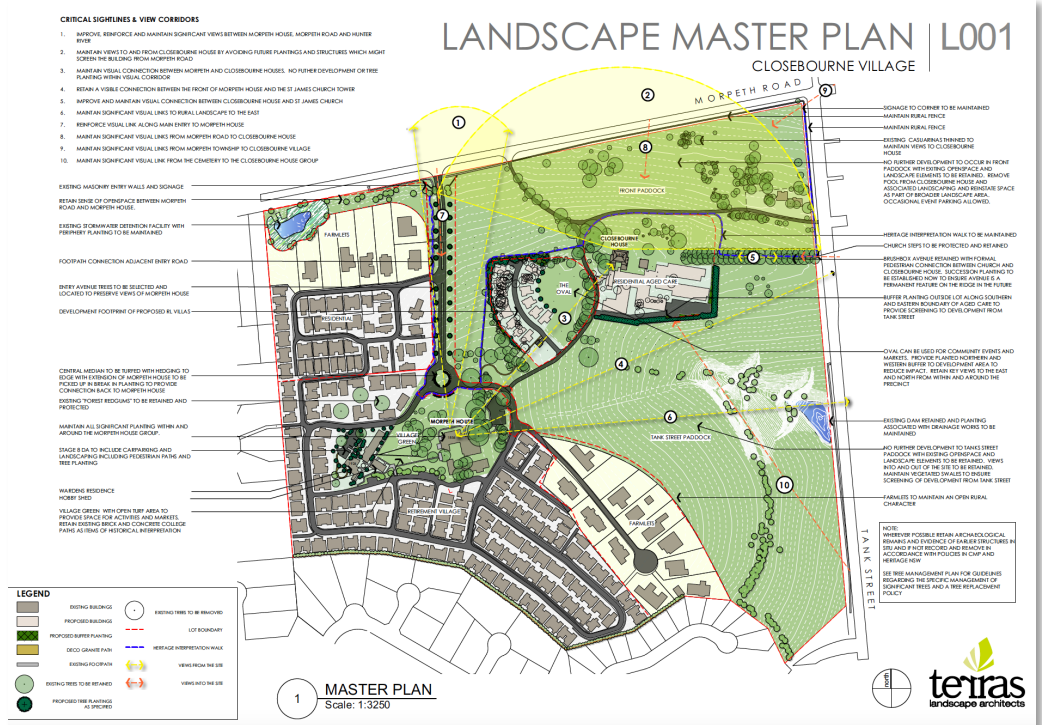 LANDSCAPE MASTER PLAN | L001
CLOSEBOURNE VILLAGE
CRITICAL SIGHTLINES & VIEW CORRIDORS
1. IMPROVE, REINFORCE AND MAINTAIN SIGNIFICANT VIEWS BETWEEN MORPETH HOUSE, MORPETH ROAD AND HUNTER
RIVER
2. MAINTAIN VIEWS TO AND FROM CLOSEBOURNE HOUSE BY AVOIDING FUTURE PLANTINGS AND STRUCTURES WHICH MIGHT
SCREEN THE BUILDING FROM MORPETH ROAD
3. MAINTAIN VISUAL CONNECTION BETWEEN MORPETH AND CLOSEBOURNE HOUSES, NO FUTHER DEVELOPMENT OR TREE
PLANTING WITHIN VISUAL CORRIDOR
4. RETAIN A VISIBLE CONNECTION BETWEEN THE FRONT OF MORPETH HOUSE AND THE ST JAMES CHURCH TOWER
5. IMPROVE AND MAINTAIN VISUAL CONNECTION BETWEEN CLOSEBOURNE HOUSE AND ST JAMES CHURCH
6. MAINTAIN SIGNIFICANT VISUAL LINKS TO RURAL LANDSCAPE TO THE EAST
7. REINFORCE VISUAL LINK ALONG MAIN ENTRY TO MORPETH HOUSE
8. MAINTAIN SIGNIFICANT VISUAL LINKS FROM MORPETH ROAD TO CLOSEBOURNE HOUSE
9. MAINTAIN SIGNIFICANT VISUAL LINKS FROM MORPETH TOWNSHIP TO CLOSEBOURNE VILLAGE
10. MAINTAIN SIGNIFICANT VISUAL LINK FROM THE CEMETERY TO THE CLOSEBOURNE HOUSE GROUP.
EXISTING MASONRY ENTRY WALLS AND SIGNAGE
RETAIN SENSE OF OPENSPACE BETWEEN MORPETH
ROAD AND MORPETH HOUSE.
EXISTING STORMWATER DETENTION FACILITY WITH
PERIPHERY PLANTING TO BE MAINTAINED
FOOTPATH CONNECTION ADJACENT ENTRY ROAD
ENTRY AVENUE TREES TO BE SELECTED AND
LOCATED TO PRESERVE VIEWS OF MORPETH HOUSE
DEVELOPMENT FOOTPRINT OF PROPOSED RL VILLAS
CENTRAL MEDIAN TO BE TURFED WITH HEDGING TO
EDGE WITH EXTENSION OF MORPETH HOUSE TO BE
PICKED UP IN BREAK IN PLANTING TO PROVIDE
CONNECTION BACK TO MORPETH HOUSE
EXISTING "FOREST REDGUMS" TO BE RETAINED AND
PROTECTED
MAINTAIN ALL SIGNIFICANT PLANTING WITHIN AND
AROUND THE MORPETH HOUSE GROUP.
STAGE 8 DA TO INCLUDE CARPARKING AND
LANDSCAPING INCLUDING PEDESTRIAN PATHS AND
TREE PLANTING
WARDENS RESIDENCE
HOBBY SHED
VILLAGE GREEN WITH OPEN TURF AREA TO
PROVIDE SPACE FOR ACTIVITIES AND MARKETS.
RETAIN EXISTING BRICK AND CONCRETE COLLEGE
PATHS AS ITEMS OF HISTORICAL INTERPRETATION
MORPETH ROAD
1
2
3
4
5
6
7
8
9
10
FRONT PADDOCK
FARMLETS
CLOSEBOURNE
HOUSE
RESIDENTIAL AGED CARE
THE
OVAL
RESIDENTIAL
MORPETH HOUSE
VILLAGE
GREEN
TANK STREET PADDOCK
RETIREMENT VILLAGE
FARMLETS
TANK STREET
SIGNAGE TO CORNER TO BE MAINTAINED
MAINTAIN RURAL FENCE
MAINTAIN RURAL FENCE
EXISTING CASUARINAS THINNED TO
MAINTAIN VIEWS TO CLOSEBOURNE
HOUSE
NO FURTHER DEVELOPMENT TO OCCUR IN FRONT
PADDOCK WITH EXITING OPENSPACE AND
LANDSCAPE ELEMENTS TO BE RETAINED. REMOVE
POOL FROM CLOSEBOURNE HOUSE AND
ASSOCIATED LANDSCAPING AND REINSTATE SPACE
AS PART OF BROADER LANDSCAPE AREA.
OCCASIONAL EVENT PARKING ALLOWED.
HERITAGE INTERPRETATION WALK TO BE MAINTAINED
CHURCH STEPS TO BE PROTECTED AND RETAINED
BRUSHBOX AVENUE RETAINED WITH FORMAL
PEDESTRIAN CONNECTION BETWEEN CHURCH AND
CLOSEBOURNE HOUSE. SUCCESSION PLANTING TO
BE ESTABLISHED NOW TO ENSURE AVENUE IS A
PERMANENT FEATURE ON THE RIDGE IN THE FUTURE
BUFFER PLANTING OUTSIDE LOT ALONG SOUTHERN
AND EASTERN BOUNDARY OF AGED CARE TO
PROVIDE SCREENING TO DEVELOPMENT FROM
TANK STREET
OVAL CAN BE USED FOR COMMUNITY EVENTS AND
MARKETS. PROVIDE PLANTED NORTHERN AND
WESTERN BUFFER TO DEVELOPMENT AREA TO
REDUCE IMPACT. RETAIN KEY VIEWS TO THE EAST
AND NORTH FROM WITHIN AND AROUND THE
PRECINCT
EXISTING DAM RETAINED AND PLANTING
ASSOCIATED WITH DRAINAGE WORKS TO BE
MAINTAINED
NO FURTHER DEVELOPMENT TO TANKS STREET
PADDOCK WITH EXISTING OPENSPACE AND
LANDSCAPE ELEMENTS TO BE RETAINED. VIEWS
INTO AND OUT OF THE SITE TO BE RETAINED.
MAINTAIN VEGETATED SWALES TO ENSURE
SCREENING OF DEVELOPMENT FROM TANK STREET
FARMLETS TO MAINTAIN AN OPEN RURAL
CHARACTER
NOTE:
WHEREVER POSSIBLE RETAIN ARCHAEOLOGICAL
REMAINS AND EVIDENCE OF EARLIER STRUCTURES IN
SITU AND IF NOT RECORD AND REMOVE IN
ACCORDANCE WITH POLICIES IN CMP AND
HERITAGE NSW
SEE TREE MANAGEMENT PLAN FOR GUIDELINES
REGARDING THE SPECIFIC MANAGEMENT OF
SIGNIFICANT TREES AND A TREE REPLACEMENT
POLICY
LEGEND
EXISTING BUILDINGS
PROPOSED BUILDINGS
PROPOSED BUFFER PLANTING
DECO GRANITE PATH
EXISTING FOOTPATH
EXISTING TREES TO BE RETAINED
PROPOSED TREE PLANTINGS
AS SPECIFIED
EXISTING TREES TO BE REMOVED
LOT BOUNDARY
HERITAGE INTERPRETATION WALK
VIEWS FROM THE SITE
VIEWS INTO THE SITE
1
MASTER PLAN
Scale: 1:3250
north
terras
landscape architects